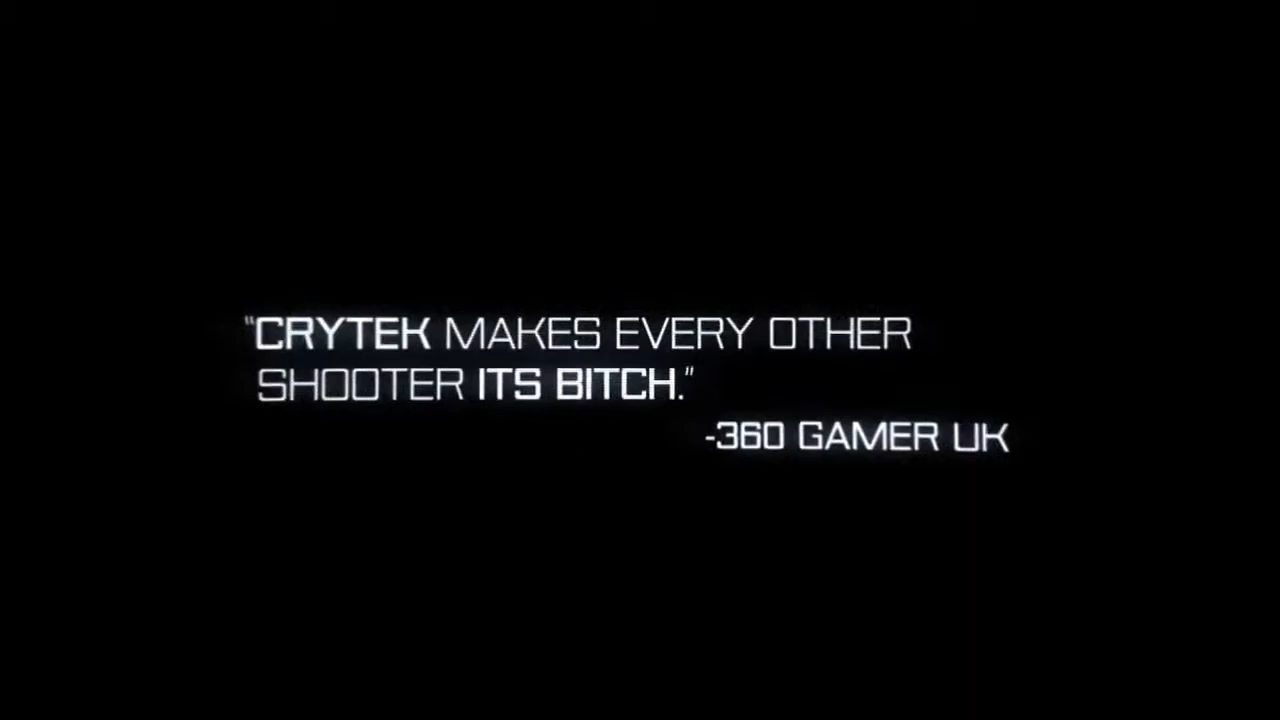 "CRYTEK MAKES EVERY OTHER
SHOOTER ITS BITCH."
-360 GAMER UK